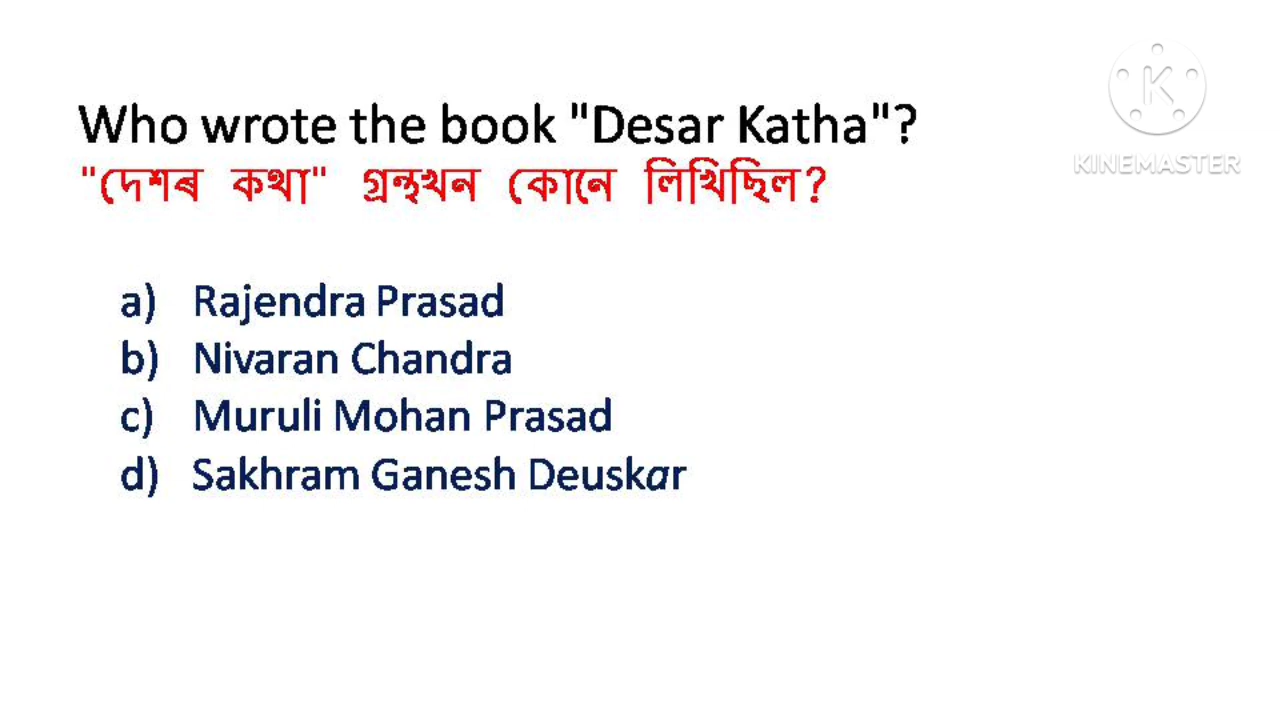 Who wrote the book "Desar Katha"?
"দেশৰ কথা" গ্ৰন্থখন কোনে লিখিছিল?
a) Rajendra Prasad
b) Nivaran Chandra
c) Muruli Mohan Prasad
d) Sakhram Ganesh Deuskar
K
KINEMASTER